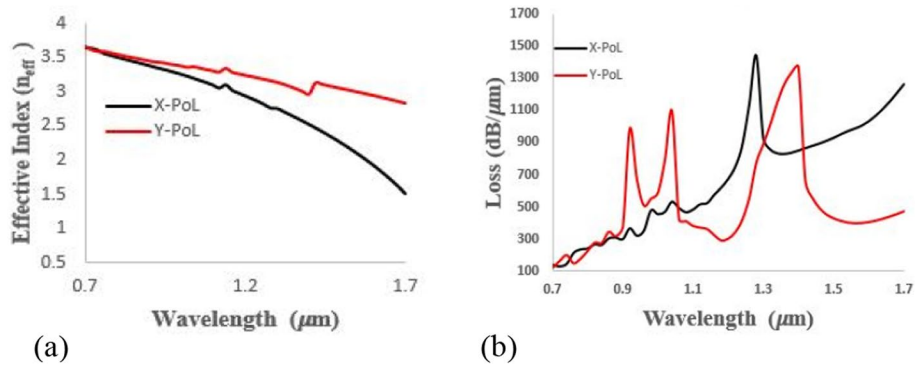 4
3.5
3
2.5
2
1.5
1
0.5
Effective Index (neff)
X-PoL
Y-PoL
0.7 1.2 1.7
Wavelength (μm)
(a)
1700
1500
1300
1100
900
700
500
300
100
Loss (dB/μm)
X-PoL
Y-PoL
0.7 0.9 1.1 1.3 1.5 1.7
Wavelength (μm)
(b)